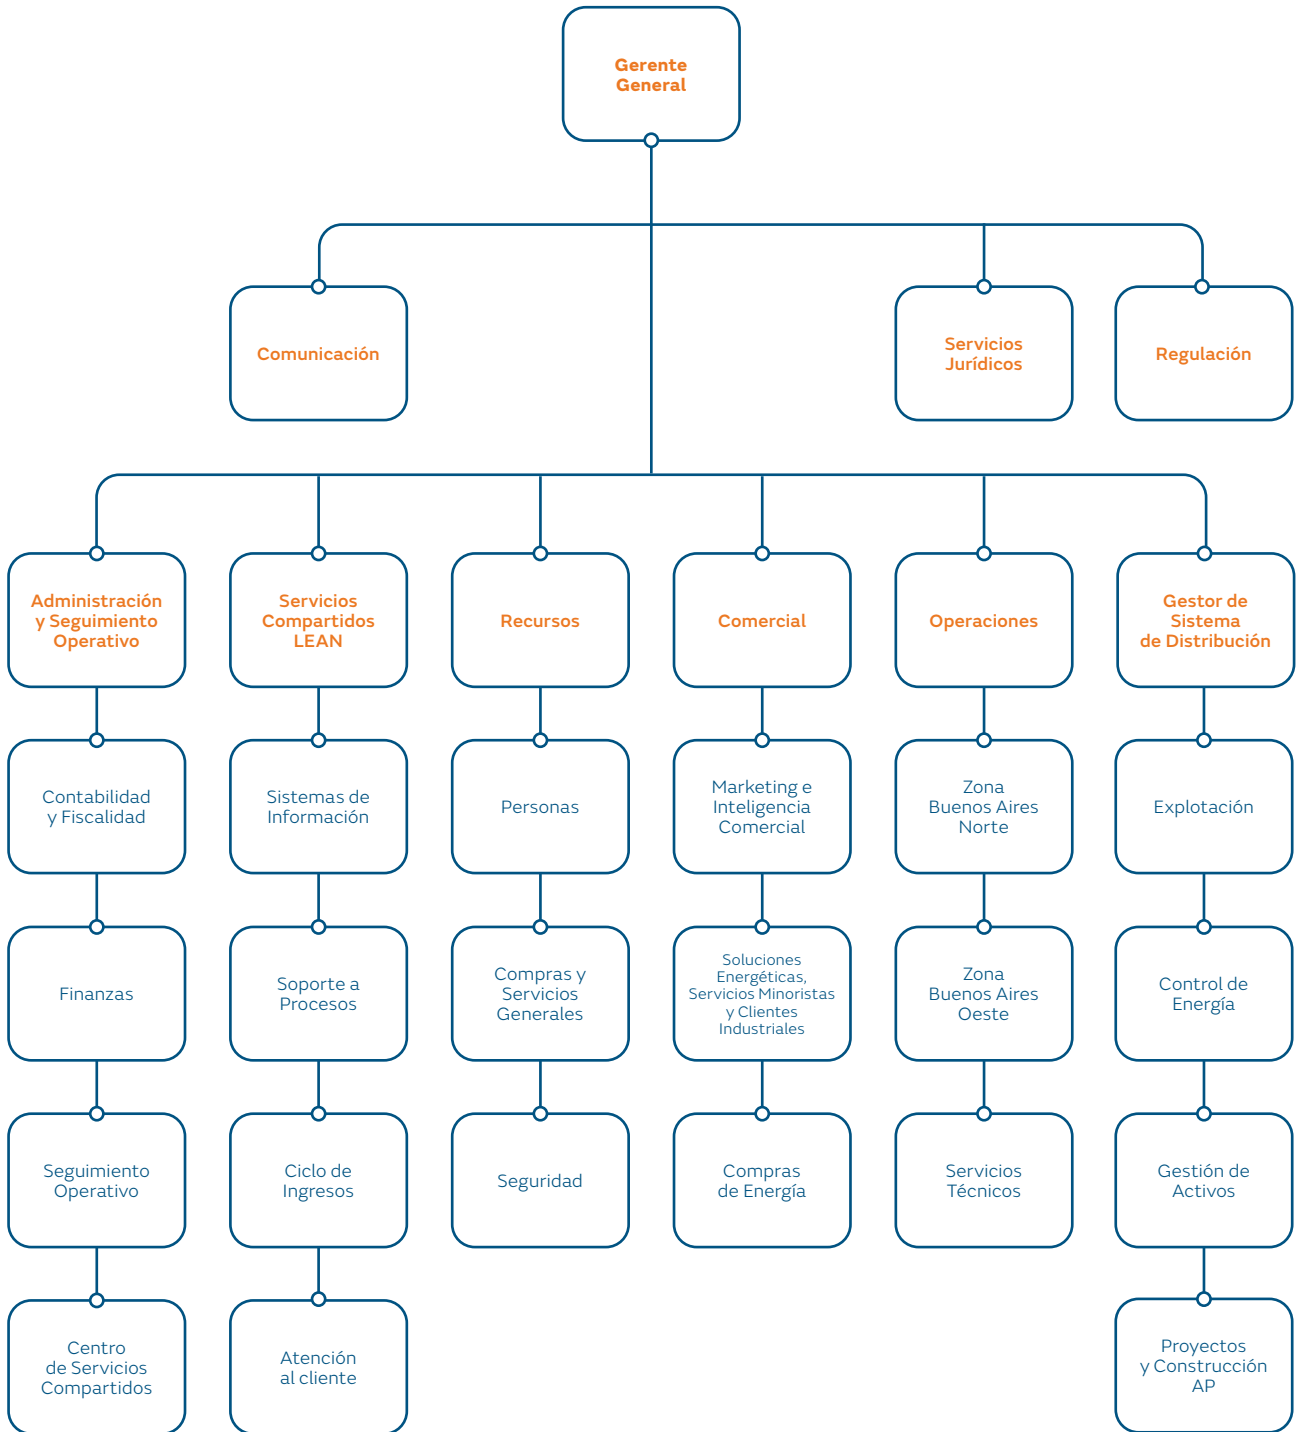 Gerente
General
Comunicación
Servicios
Jurídicos
Regulación
Administración
y Seguimiento
Operativo
Servicios
Compartidos
LEAN
Recursos
Comercial
Operaciones
Gestor de
Sistema
de Distribución
Contabilidad
y Fiscalidad
Sistemas de
Información
Personas
Marketing e
Inteligencia
Comercial
Zona
Buenos Aires
Norte
Explotación
Finanzas
Soporte a
Procesos
Compras y
Servicios
Generales
Soluciones
Energéticas,
Servicios Minoristas
y Clientes
Industriales
Zona
Buenos Aires
Oeste
Control de
Energía
Seguimiento
Operativo
Ciclo de
Ingresos
Seguridad
Compras
de Energía
Servicios
Técnicos
Gestión de
Activos
Centro
de Servicios
Compartidos
Atención
al cliente
Proyectos
y Construcción
AP